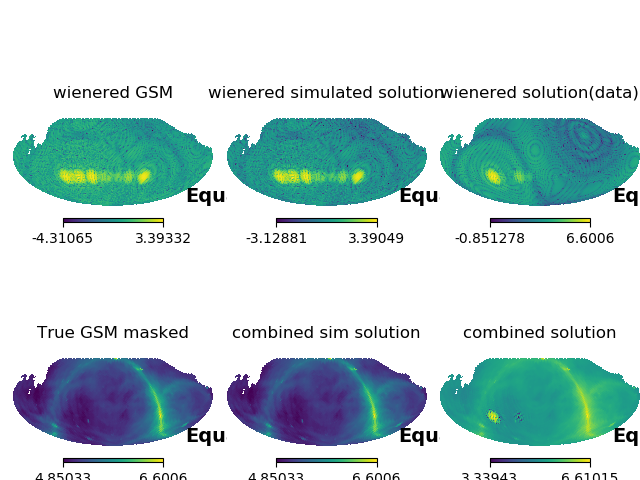 wienered GSM
wienered simulated solution
wienered solution(data)
Equ
Equ
Eq
-4.31065 3.39332
-3.12881 3.39049
-0.851278 6.6006
True GSM masked
combined sim solution
combined solution
Equ
Equ
Eq
4.85033 6.6006
4.85033 6.6006
3.33943 6.61015